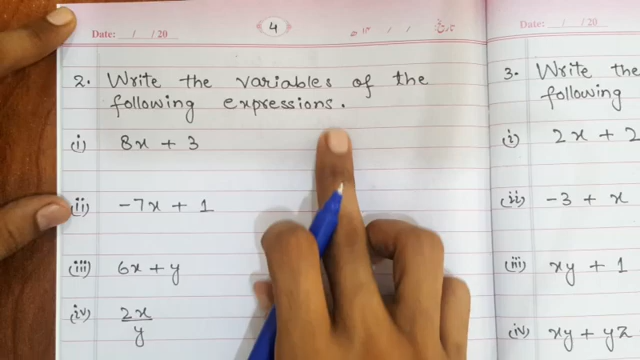 Date: / / 20
4
2. Write the variables of the
following expressions.
(i) 8x + 3
(ii) -7x + 1
(iii) 6x + y
(iv) 2x
y
Date: / / 20
3. Write the
following
(i) 2x + 2
(ii) -3 + x
(iii) xy + 1
(iv) xy + yz